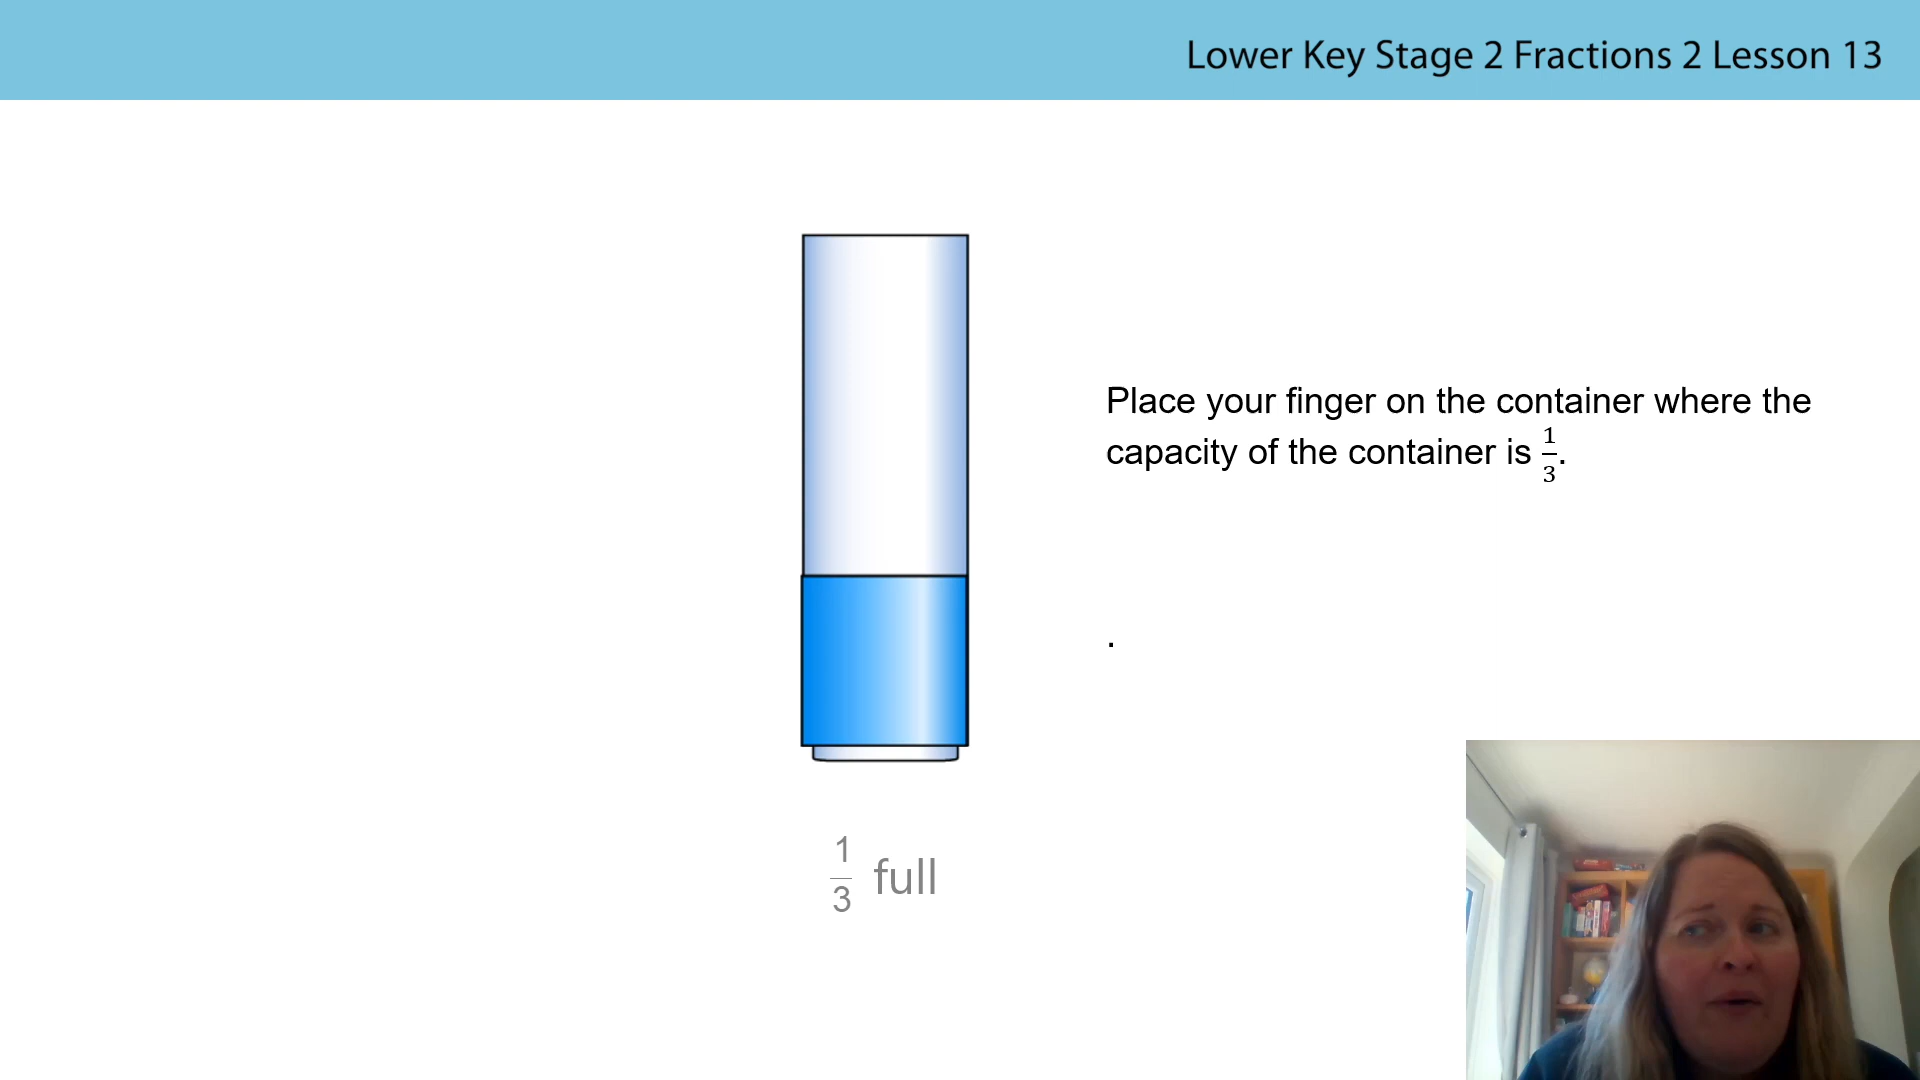 Lower Key Stage 2 Fractions 2 Lesson 13
Place your finger on the container where the
capacity of the container is 1/3.
.
1/3 full